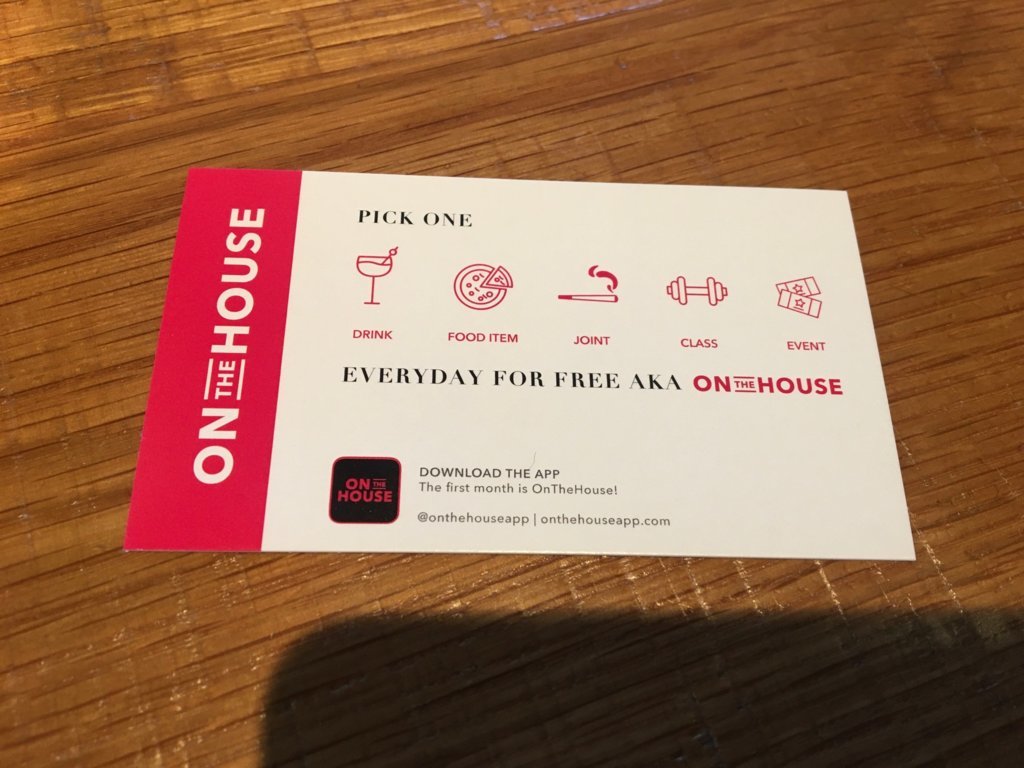 ON THE HOUSE
PICK ONE
DRINK FOOD ITEM JOINT CLASS EVENT
EVERYDAY FOR FREE AKA ON THE HOUSE
ON THE
HOUSE
DOWNLOAD THE APP
The first month is OnTheHouse!
@onthehouseapp | onthehouseapp.com